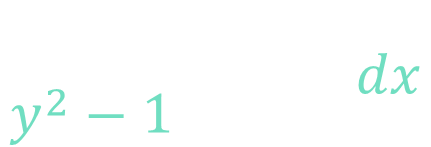 dx
y² − 1